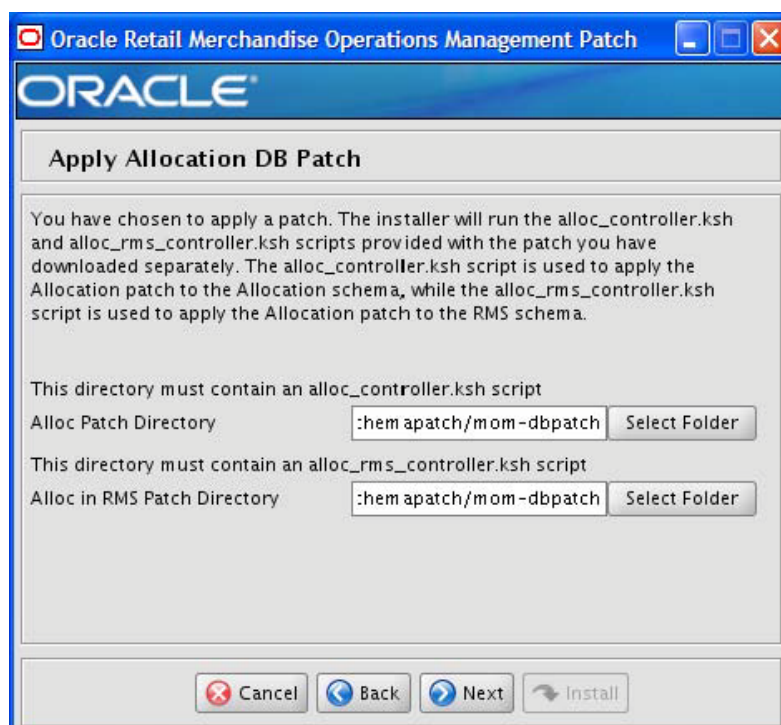 Oracle Retail Merchandise Operations Management Patch
ORACLE
Apply Allocation DB Patch
You have chosen to apply a patch. The installer will run the alloc_controller.ksh
and alloc_rms_controller.ksh scripts provided with the patch you have
downloaded separately. The alloc_controller.ksh script is used to apply the
Allocation patch to the Allocation schema, while the alloc_rms_controller.ksh
script is used to apply the Allocation patch to the RMS schema.
This directory must contain an alloc_controller.ksh script
Alloc Patch Directory :hemapatch/mom-dbpatch Select Folder
This directory must contain an alloc_rms_controller.ksh script
Alloc in RMS Patch Directory :hemapatch/mom-dbpatch Select Folder
Cancel Back Next Install